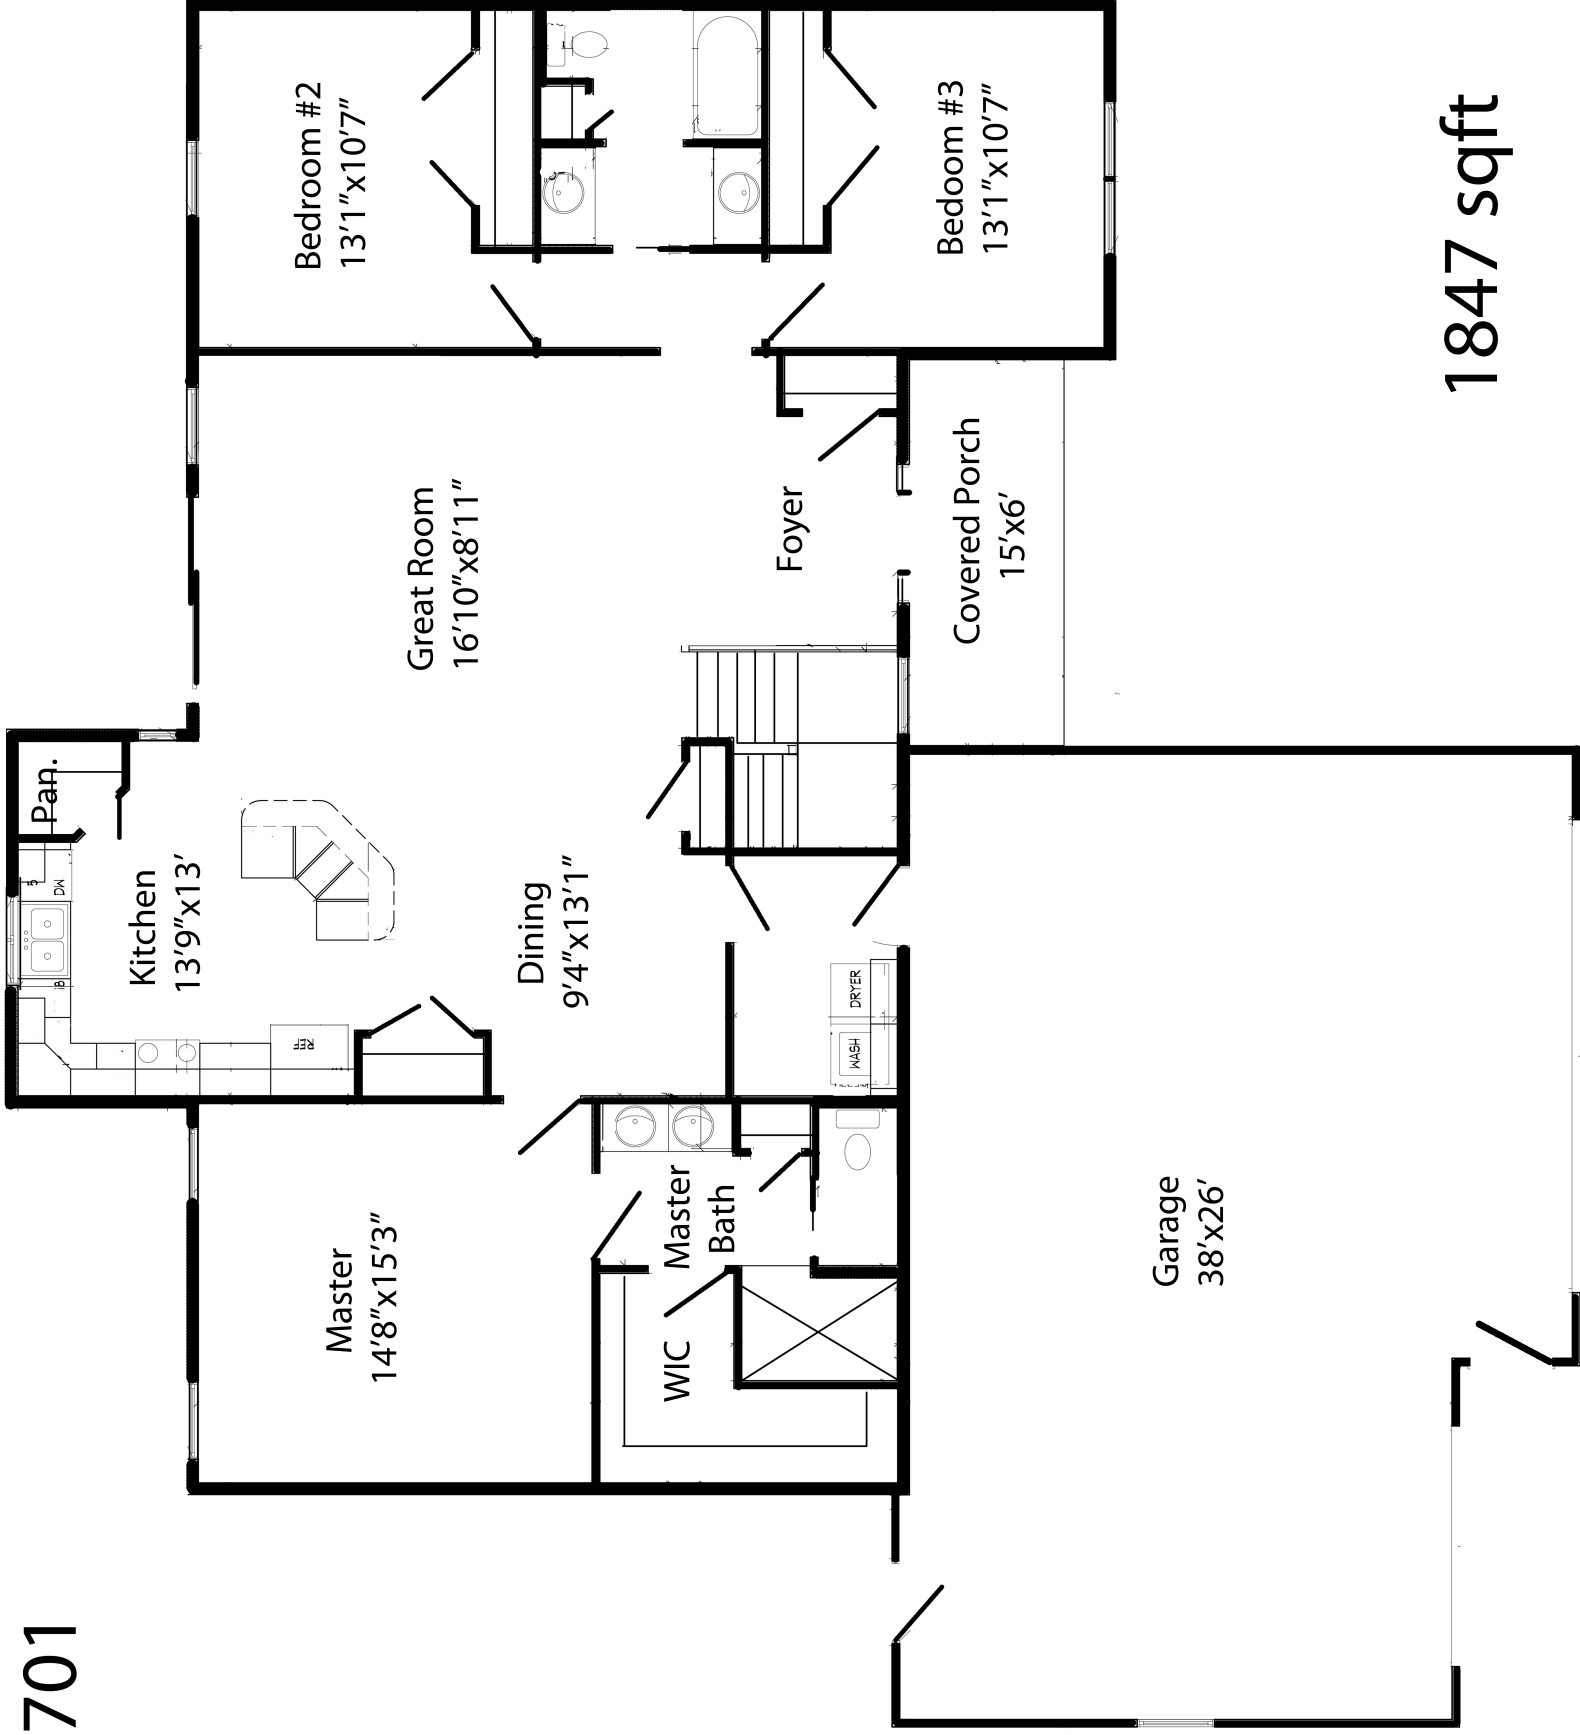 701
Pan.
Kitchen
13'9"x13'
5
DW
18
REF
Bedroom #2
13'1"x10'7"
Great Room
16'10"x8'11"
Dining
9'4"x13'1"
Master
14'8"x15'3"
Master
Bath
WIC
Foyer
WASH
DRYER
Bedoom #3
13'1"x10'7"
Covered Porch
15'x6'
Garage
38'x26'
1847 sqft